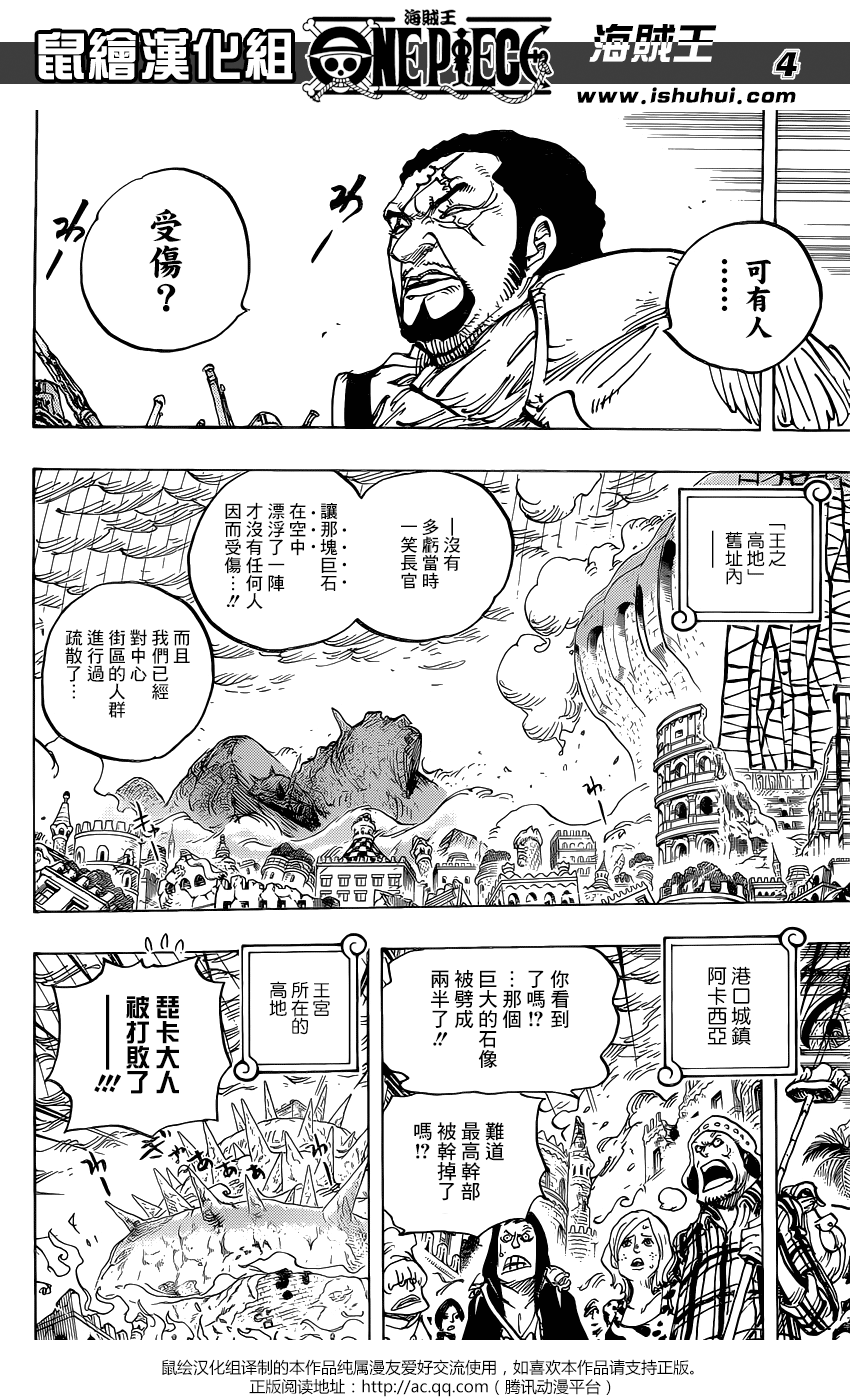 鼠繪漢化組
海賊王
ONE PIECE
海賊王
4
www.ishuhui.com
可有人
……
受傷？
「王之
高地」
舊址內
——
—沒有
多虧當時
一笑長官
讓那塊巨石
在空中
漂浮了一陣
才沒有任何人
因而受傷…!!
而且
我們已經
對中心
街區的人群
進行過
疏散了…
港口城鎮
阿卡西亞
你看到
了嗎!?
…那個
巨大的石像
被劈成
兩半了!!
難道
最高幹部
被幹掉了
嗎!?
王宮
所在的
高地
琵卡大人
被打敗了
——!!!
鼠绘汉化组译制的本作品纯属漫友爱好交流使用，如喜欢本作品请支持正版。
正版阅读地址：http://ac.qq.com（腾讯动漫平台）